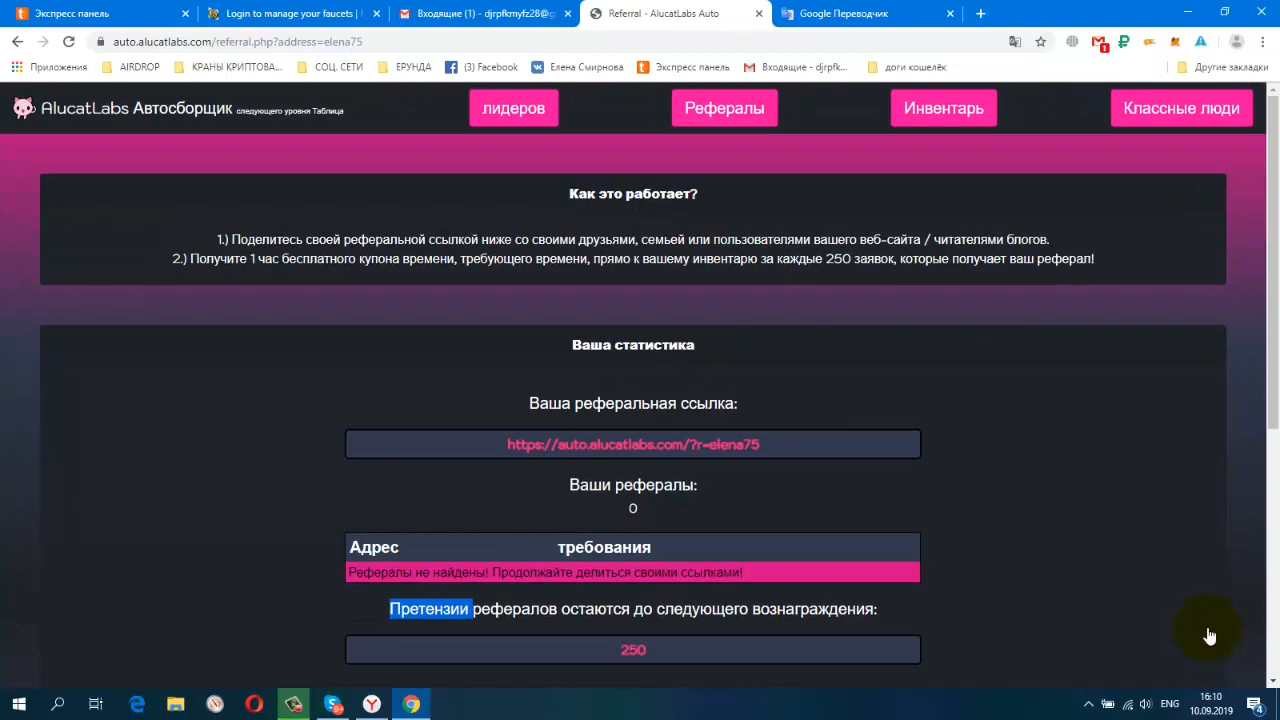 Экспресс панель
Login to manage your faucets | 
Входящие (1) - djrpkmyfz28@g
Referral - AlucatLabs Auto
Google Переводчик
auto.alucatlabs.com/referral.php?address=elena75
1
Приложения
AIRDROP
КРАНЫ КРИПТОВА...
СОЦ. СЕТИ
ЕРУНДА
(3) Facebook
Елена Смирнова
Экспресс панель
Входящие - djrpfk...
доги кошелёк
Другие закладки
AlucatLabs Автосборщик следующего уровня Таблица
лидеров
Рефералы
Инвентарь
Классные люди
Как это работает?
1.) Поделитесь своей реферальной ссылкой ниже со своими друзьями, семьей или пользователями вашего веб-сайта / читателями блогов.
2.) Получите 1 час бесплатного купона времени, требующего времени, прямо к вашему инвентарю за каждые 250 заявок, которые получает ваш реферал!
Ваша статистика
Ваша реферальная ссылка:
https://auto.alucatlabs.com/?r=elena75
Ваши рефералы:
0
Адрес требования
Рефералы не найдены! Продолжайте делиться своими ссылками!
Претензии рефералов остаются до следующего вознаграждения:
250
ENG
16:10
10.09.2019
4